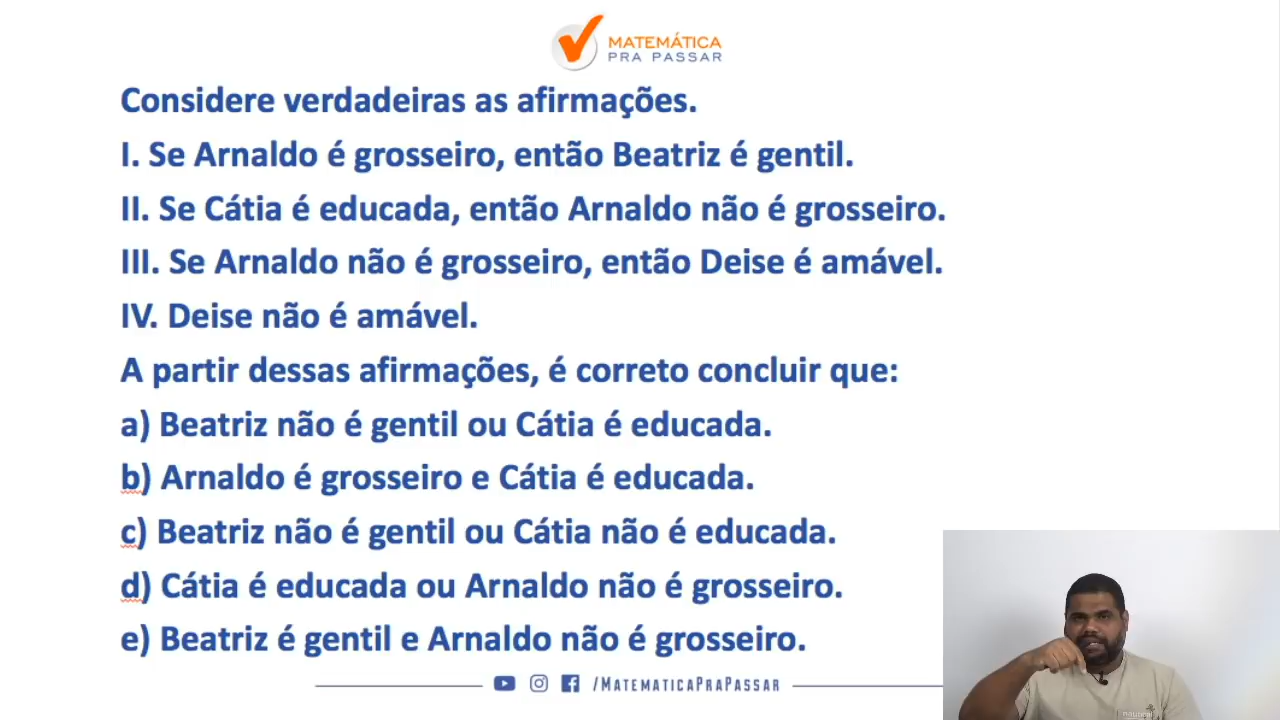 MATEMÁTICA
PRA PASSAR
Considere verdadeiras as afirmações.
I. Se Arnaldo é grosseiro, então Beatriz é gentil.
II. Se Cátia é educada, então Arnaldo não é grosseiro.
III. Se Arnaldo não é grosseiro, então Deise é amável.
IV. Deise não é amável.
A partir dessas afirmações, é correto concluir que:
a) Beatriz não é gentil ou Cátia é educada.
b) Arnaldo é grosseiro e Cátia é educada.
c) Beatriz não é gentil ou Cátia não é educada.
d) Cátia é educada ou Arnaldo não é grosseiro.
e) Beatriz é gentil e Arnaldo não é grosseiro.
/MATEMATICAPRAPASSAR